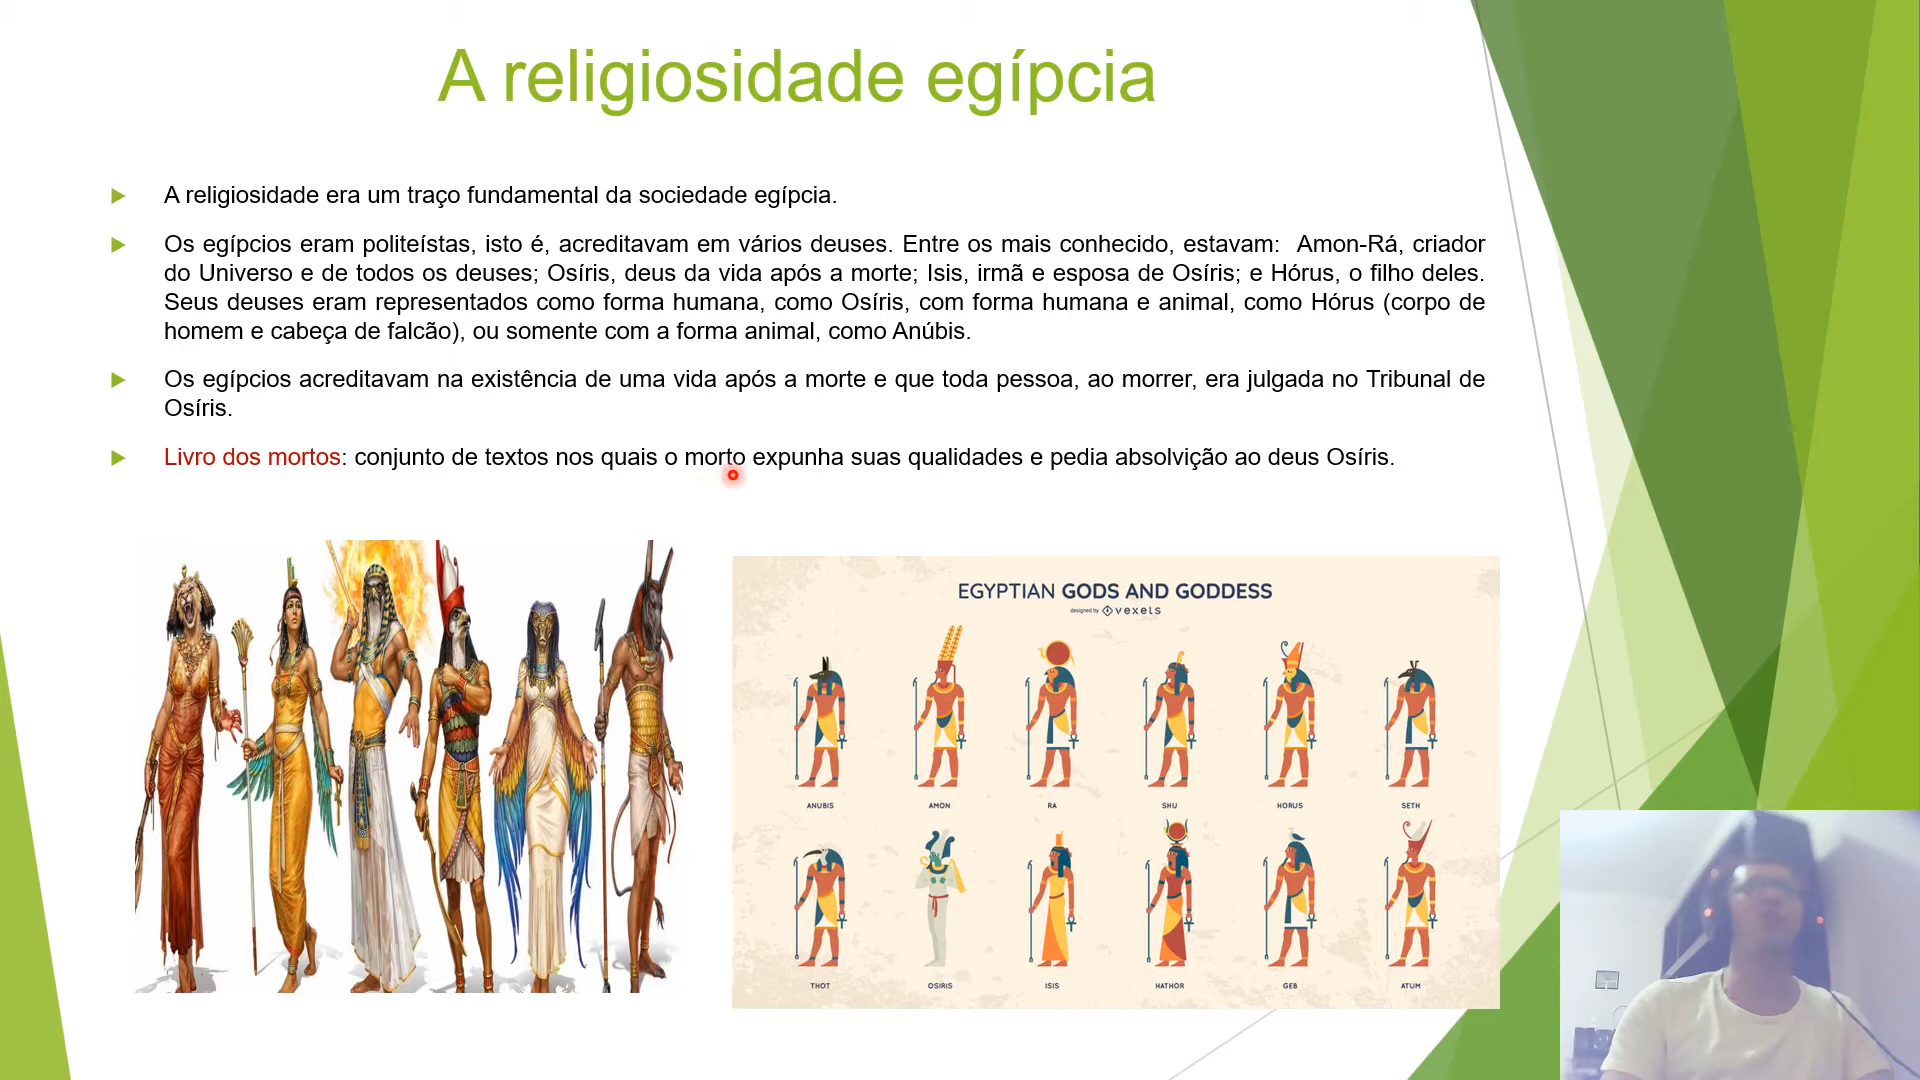 A religiosidade egípcia
A religiosidade era um traço fundamental da sociedade egípcia.
Os egípcios eram politeístas, isto é, acreditavam em vários deuses. Entre os mais conhecido, estavam: Amon-Rá, criador
do Universo e de todos os deuses; Osíris, deus da vida após a morte; Isis, irmã e esposa de Osíris; e Hórus, o filho deles.
Seus deuses eram representados como forma humana, como Osíris, com forma humana e animal, como Hórus (corpo de
homem e cabeça de falcão), ou somente com a forma animal, como Anúbis.
Os egípcios acreditavam na existência de uma vida após a morte e que toda pessoa, ao morrer, era julgada no Tribunal de
Osíris.
Livro dos mortos: conjunto de textos nos quais o morto expunha suas qualidades e pedia absolvição ao deus Osíris.
EGYPTIAN GODS AND GODDESS
designed by vexels
ANUBIS AMON RA SHU HORUS SETH
THOT OSIRIS ISIS HATHOR GEB ATUM